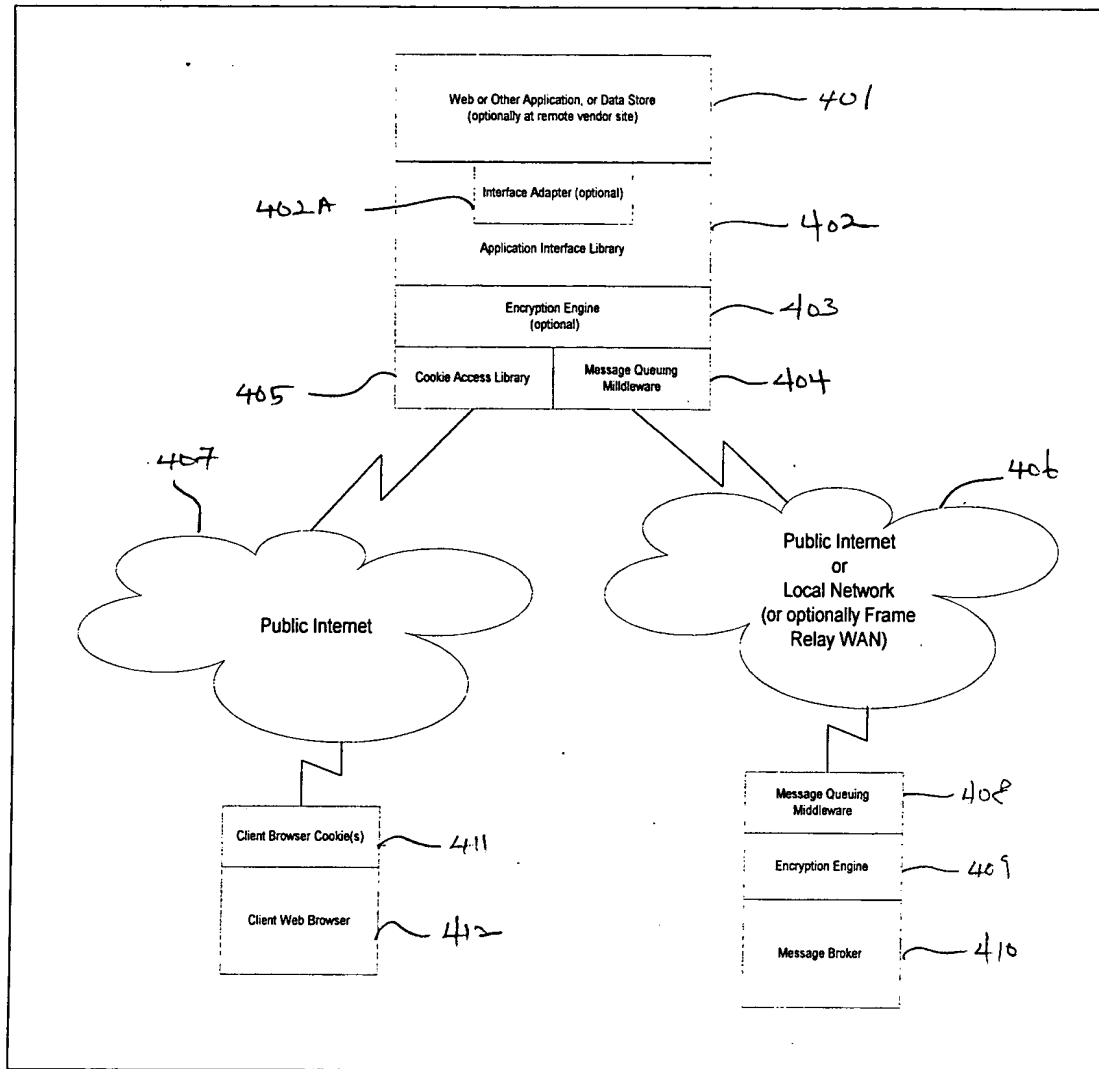 Web or Other Application, or Data Store
(optionally at remote vendor site)
401
Interface Adapter (optional)
402A
402
Application Interface Library
Encryption Engine
(optional)
403
Cookie Access Library
Message Queuing
Milldleware
405
404
407
406
Public Internet
or
Local Network
(or optionally Frame
Relay WAN)
Public Internet
Message Queuing
Middleware
408
Client Browser Cookie(s)
411
Encryption Engine
409
Client Web Browser
412
Message Broker
410